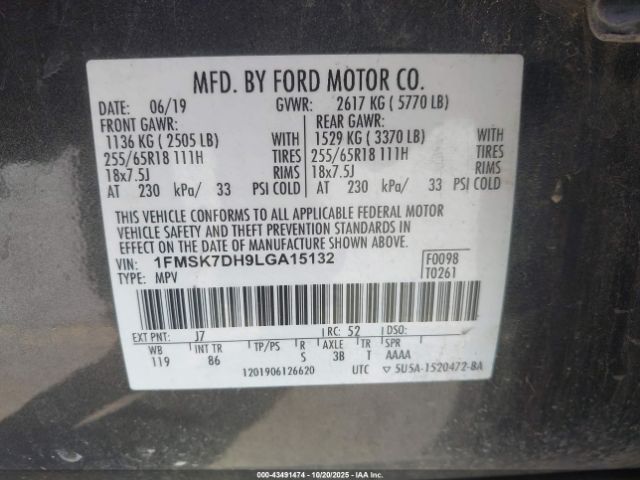 MFD. BY FORD MOTOR CO.
DATE: 06/19 GVWR: 2617 KG ( 5770 LB)
FRONT GAWR: REAR GAWR:
1136 KG ( 2505 LB) WITH 1529 KG ( 3370 LB) WITH
255/65R18 111H TIRES 255/65R18 111H TIRES
18x7.5J RIMS 18x7.5J RIMS
AT 230 kPa/ 33 PSI COLD AT 230 kPa/ 33 PSI COLD
THIS VEHICLE CONFORMS TO ALL APPLICABLE FEDERAL MOTOR
VEHICLE SAFETY AND THEFT PREVENTION STANDARDS IN
EFFECT ON THE DATE OF MANUFACTURE SHOWN ABOVE.
VIN: 1FMSK7DH9LGA15132 F0098
TYPE: MPV T0261
EXT PNT: J7 RC: 52 DSO:
WB INT TR TP/PS R AXLE TR SPR
119 86 S 3B T AAAA
1201906126620 UTC ▽ 5U5A-1520472-BA
000-43491474 | 10/20/2025 - IAA, Inc.